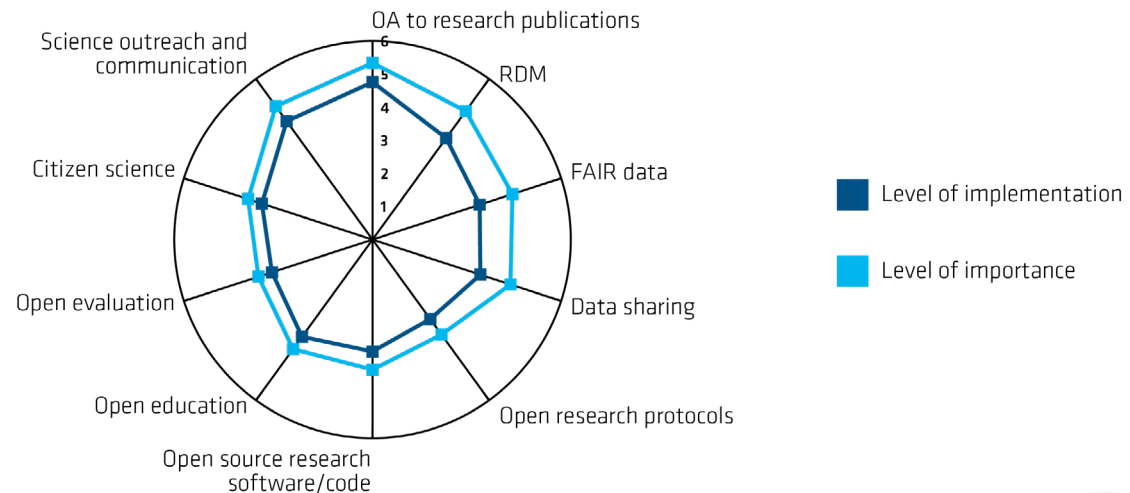 OA to research publications
6
5
4
3
2
1
Science outreach and
communication
RDM
Citizen science
FAIR data
Level of implementation
Level of importance
Open evaluation
Data sharing
Open education
Open research protocols
Open source research
software/code